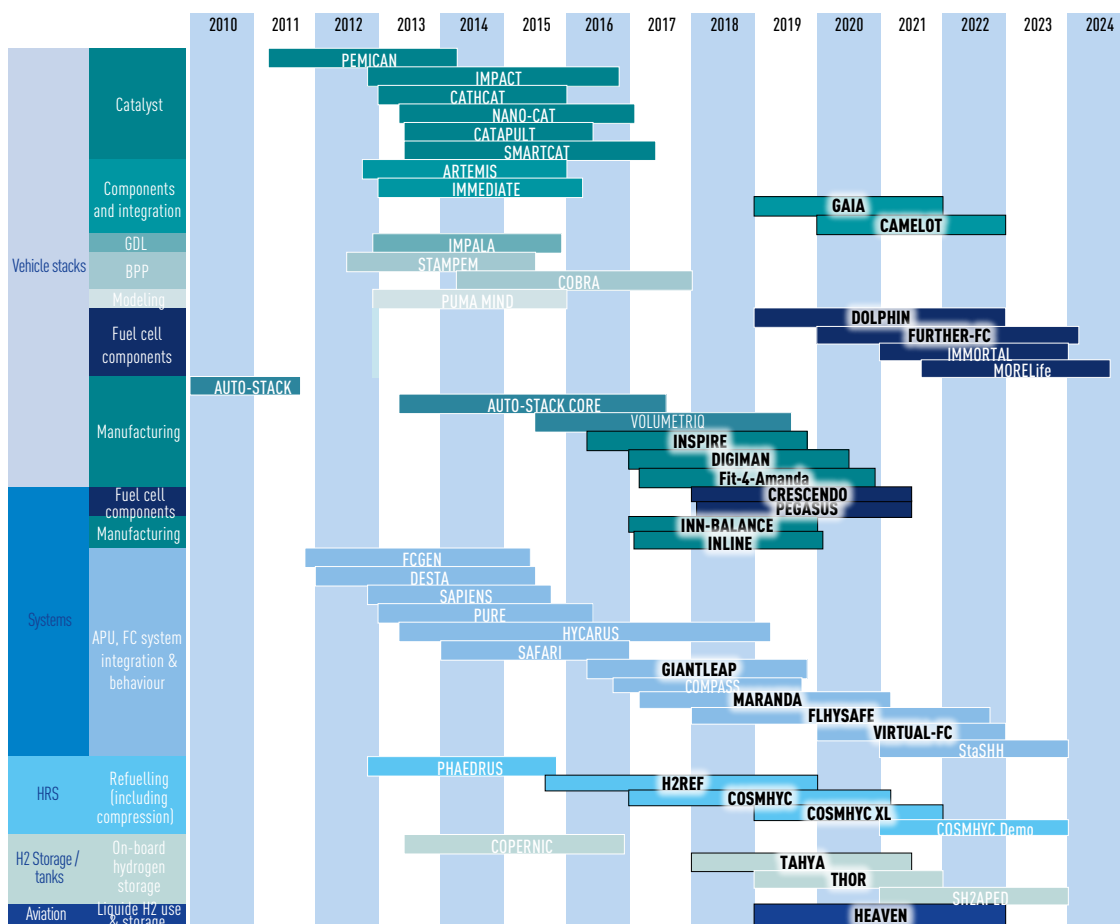 2010 2011 2012 2013 2014 2015 2016 2017 2018 2019 2020 2021 2022 2023 2024
Vehicle stacks
Catalyst
PEMICAN
IMPACT
CATHCAT
NANO-CAT
CATAPULT
SMARTCAT
Components
and integration
ARTEMIS
IMMEDIATE
GAIA
CAMELOT
GDL
IMPALA
BPP
STAMPEM
COBRA
Modeling
PUMA MIND
Fuel cell
components
DOLPHIN
FURTHER-FC
IMMORTAL
MORELife
Manufacturing
AUTO-STACK
AUTO-STACK CORE
VOLUMETRIQ
INSPIRE
DIGIMAN
Fit-4-Amanda
Systems
Fuel cell
components
CRESCENDO
PEGASUS
Manufacturing
INN-BALANCE
INLINE
APU, FC system
integration &
behaviour
FCGEN
DESTA
SAPIENS
PURE
HYCARUS
SAFARI
GIANTLEAP
COMPASS
MARANDA
FLHYSAFE
VIRTUAL-FC
StaSHH
HRS
Refuelling
(including
compression)
PHAEDRUS
H2REF
COSMHYC
COSMHYC XL
COSMHYC Demo
H2 Storage /
tanks
On-board
hydrogen
storage
COPERNIC
TAHYA
THOR
SH2APED
Aviation
Liquide H2 use
& storage
HEAVEN